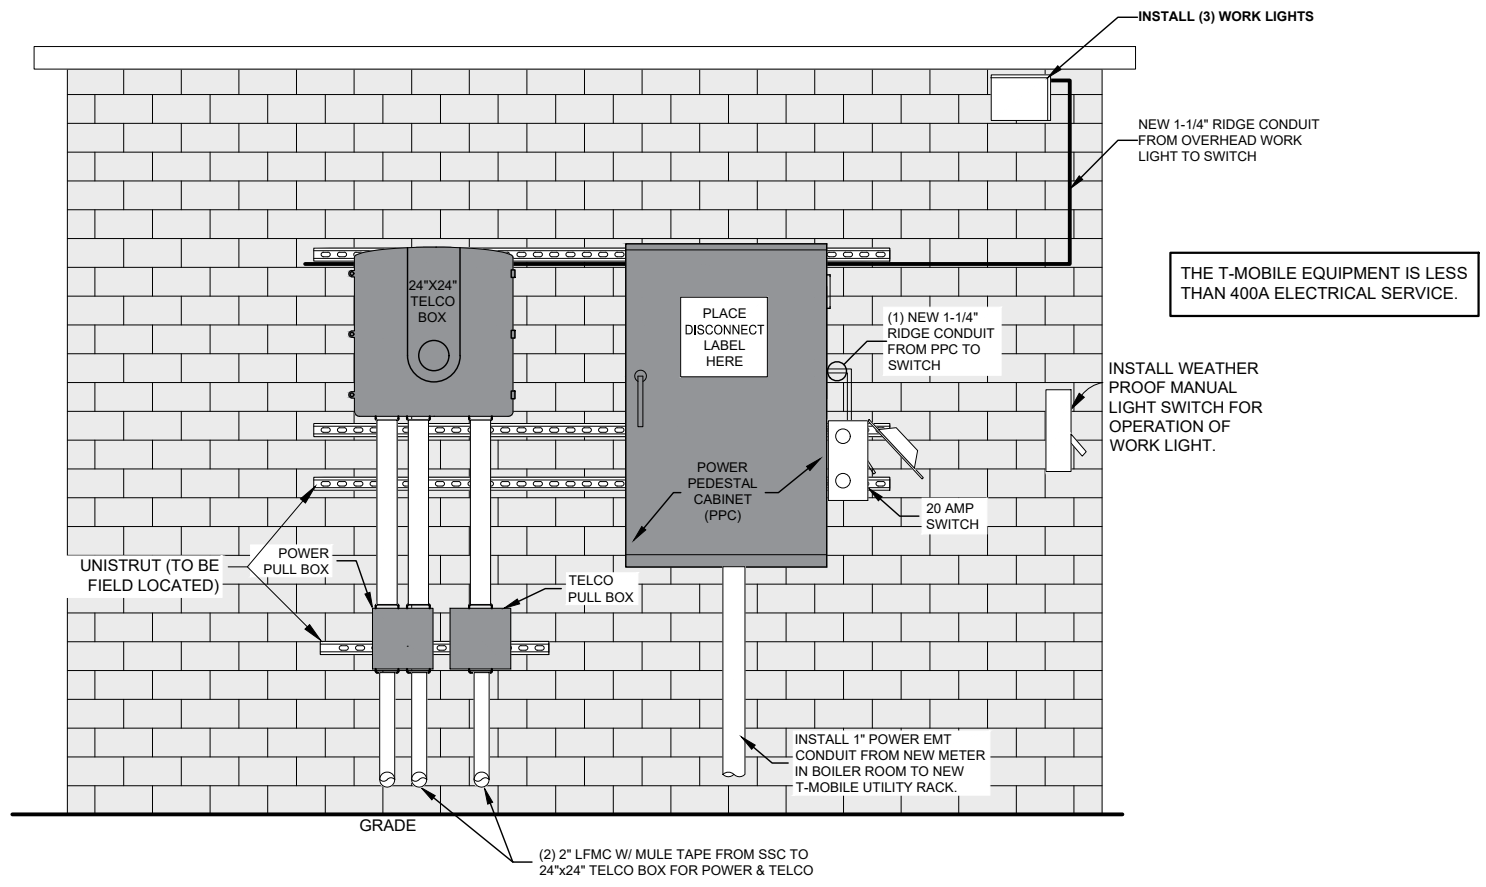 INSTALL (3) WORK LIGHTS
NEW 1-1/4" RIDGE CONDUIT
FROM OVERHEAD WORK
LIGHT TO SWITCH
THE T-MOBILE EQUIPMENT IS LESS
THAN 400A ELECTRICAL SERVICE.
24"X24"
TELCO
BOX
PLACE
DISCONNECT
LABEL
HERE
(1) NEW 1-1/4"
RIDGE CONDUIT
FROM PPC TO
SWITCH
INSTALL WEATHER
PROOF MANUAL
LIGHT SWITCH FOR
OPERATION OF
WORK LIGHT.
POWER
PEDESTAL
CABINET
(PPC)
20 AMP
SWITCH
UNISTRUT (TO BE
FIELD LOCATED)
POWER
PULL BOX
TELCO
PULL BOX
INSTALL 1" POWER EMT
CONDUIT FROM NEW METER
IN BOILER ROOM TO NEW
T-MOBILE UTILITY RACK.
GRADE
(2) 2" LFMC W/ MULE TAPE FROM SSC TO
24"x24" TELCO BOX FOR POWER & TELCO